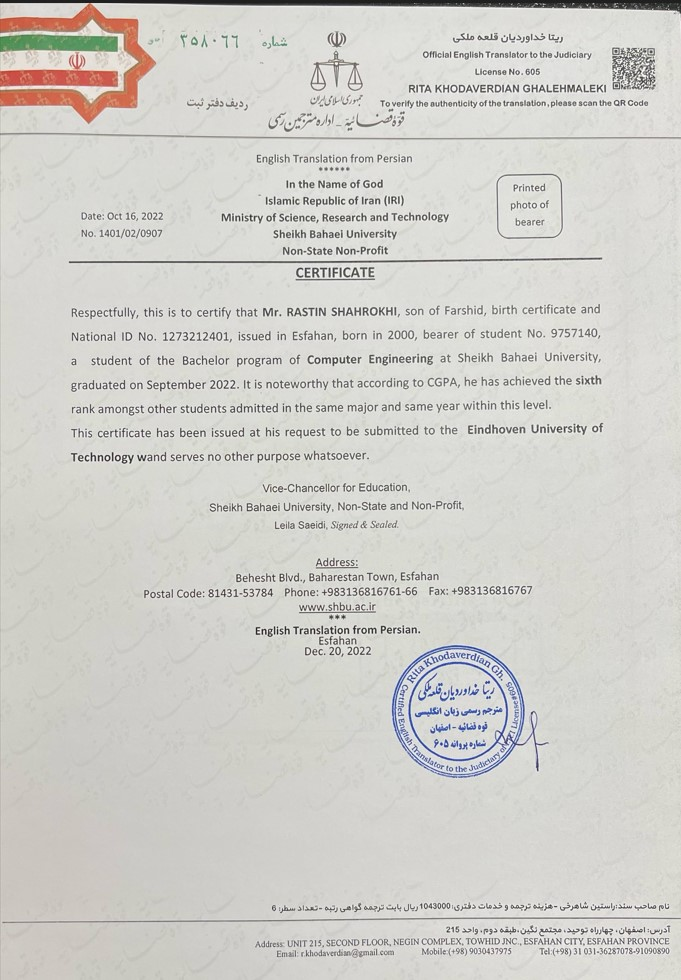 ریتا خداوردیان قلعه ملکی
Official English Translator to the Judiciary
License No. 605
RITA KHODAVERDIAN GHALEHMALEKI
To verify the authenticity of the translation, please scan the QR Code
شماره ۳۵۸۰۶۶
ردیف دفتر ثبت
جمهوری اسلامی ایران
قوه قضائیه - اداره مترجمین رسمی
English Translation from Persian
******
In the Name of God
Islamic Republic of Iran (IRI)
Ministry of Science, Research and Technology
Sheikh Bahaei University
Non-State Non-Profit
Date: Oct 16, 2022
No. 1401/02/0907
Printed
photo of
bearer
CERTIFICATE
Respectfully, this is to certify that Mr. RASTIN SHAHROKHI, son of Farshid, birth certificate and
National ID No. 1273212401, issued in Esfahan, born in 2000, bearer of student No. 9757140,
a student of the Bachelor program of Computer Engineering at Sheikh Bahaei University,
graduated on September 2022. It is noteworthy that according to CGPA, he has achieved the sixth
rank amongst other students admitted in the same major and same year within this level.
This certificate has been issued at his request to be submitted to the Eindhoven University of
Technology wand serves no other purpose whatsoever.
Vice-Chancellor for Education,
Sheikh Bahaei University, Non-State and Non-Profit,
Leila Saeidi, Signed & Sealed.
Address:
Behesht Blvd., Baharestan Town, Esfahan
Postal Code: 81431-53784 Phone: +983136816761-66 Fax: +983136816767
www.shbu.ac.ir
***
English Translation from Persian.
Esfahan
Dec. 20, 2022
Rita Khodaverdian Gh.
Certified English Translator to the Judiciary of
ریتا خداوردیان قلعه ملکی
مترجم رسمی زبان انگلیسی
قوه قضائیه - اصفهان
شماره پروانه ۶۰۵
نام صاحب سند:راستین شاهرخی -هزینه ترجمه و خدمات دفتری:1043000ریال بابت ترجمه گواهی رتبه -تعداد سطر: 6
آدرس: اصفهان، چهارراه توحید، مجتمع نگین،طبقه دوم، واحد 215
Address: UNIT 215, SECOND FLOOR, NEGIN COMPLEX, TOWHID JNC., ESFAHAN CITY, ESFAHAN PROVINCE
Email: r.khodaverdian@gmail.com Mobile:(+98) 9030437975 Tel:(+98) 31 031-36287078-91090890